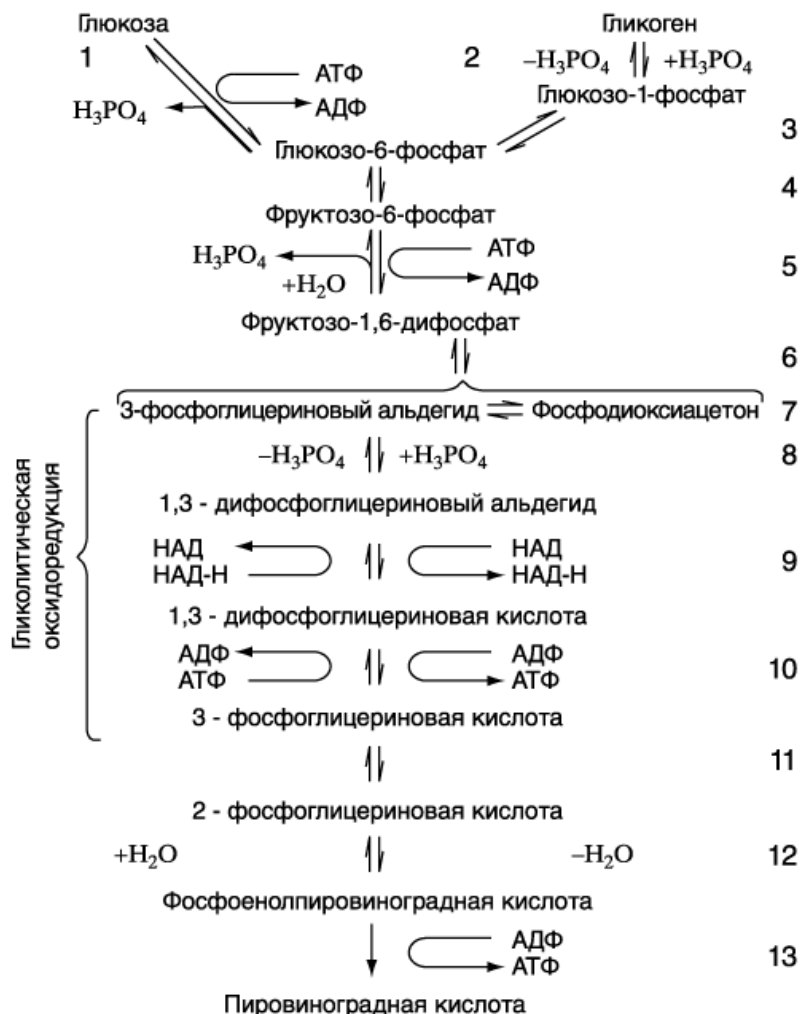 Глюкоза Гликоген
1 АТФ 2 –H₃PO₄ +H₃PO₄
H₃PO₄ АДФ Глюкозо-1-фосфат
3
Глюкозо-6-фосфат
4
Фруктозо-6-фосфат
H₃PO₄ АТФ
+H₂O АДФ 5
Фруктозо-1,6-дифосфат
6
3-фосфоглицериновый альдегид Фосфодиоксиацетон 7
–H₃PO₄ +H₃PO₄ 8
1,3 - дифосфоглицериновый альдегид
НАД НАД
НАД-Н НАД-Н 9
1,3 - дифосфоглицериновая кислота
АДФ АДФ
АТФ АТФ 10
3 - фосфоглицериновая кислота
Гликолитическая
оксидоредукция
11
2 - фосфоглицериновая кислота
+H₂O –H₂O 12
Фосфоенолпировиноградная кислота
АДФ
АТФ 13
Пировиноградная кислота